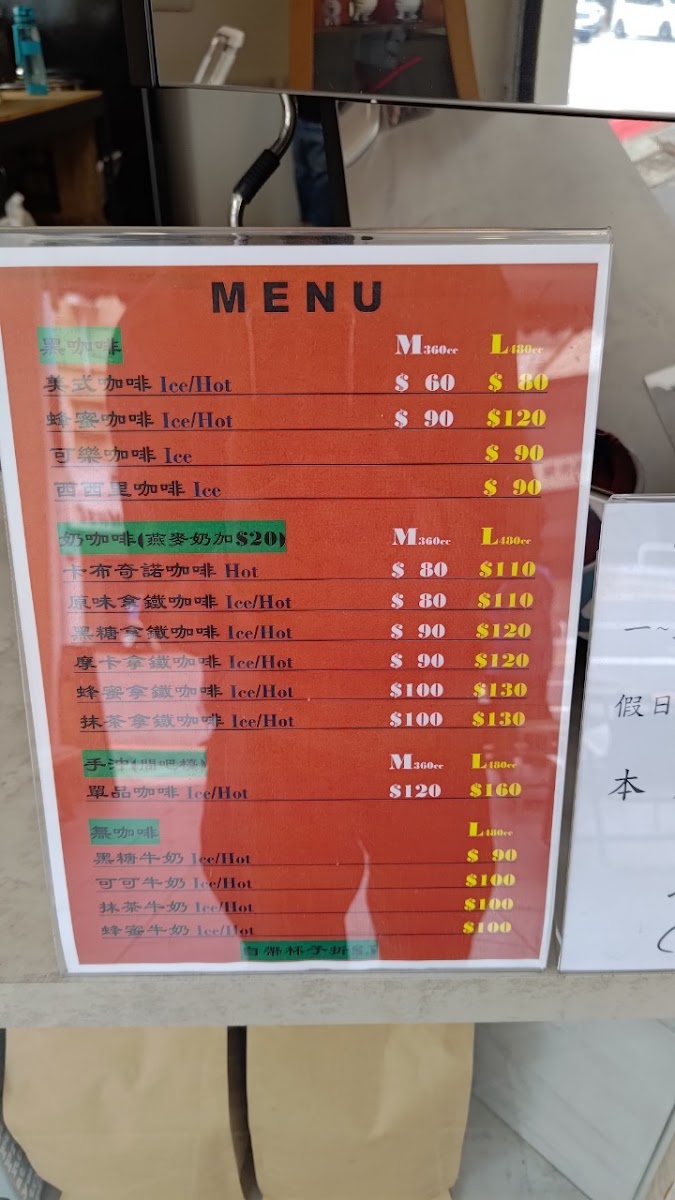 MENU
黑咖啡 M360cc L480cc
美式咖啡 Ice/Hot $ 60 $ 80
蜂蜜咖啡 Ice/Hot $ 90 $120
可樂咖啡 Ice $ 90
西西里咖啡 Ice $ 90
奶咖啡(燕麥奶加$20) M360cc L480cc
卡布奇諾咖啡 Hot $ 80 $110
原味拿鐵咖啡 Ice/Hot $ 80 $110
黑糖拿鐵咖啡 Ice/Hot $ 90 $120
摩卡拿鐵咖啡 Ice/Hot $ 90 $120
蜂蜜拿鐵咖啡 Ice/Hot $100 $130
抹茶拿鐵咖啡 Ice/Hot $100 $130
手沖 M360cc L480cc
單品咖啡 Ice/Hot $120 $160
無咖啡 L480cc
黑糖牛奶 Ice/Hot $ 90
可可牛奶 Ice/Hot $100
抹茶牛奶 Ice/Hot $100
蜂蜜牛奶 Ice/Hot $100
自帶杯子折$5
一~
假日
本